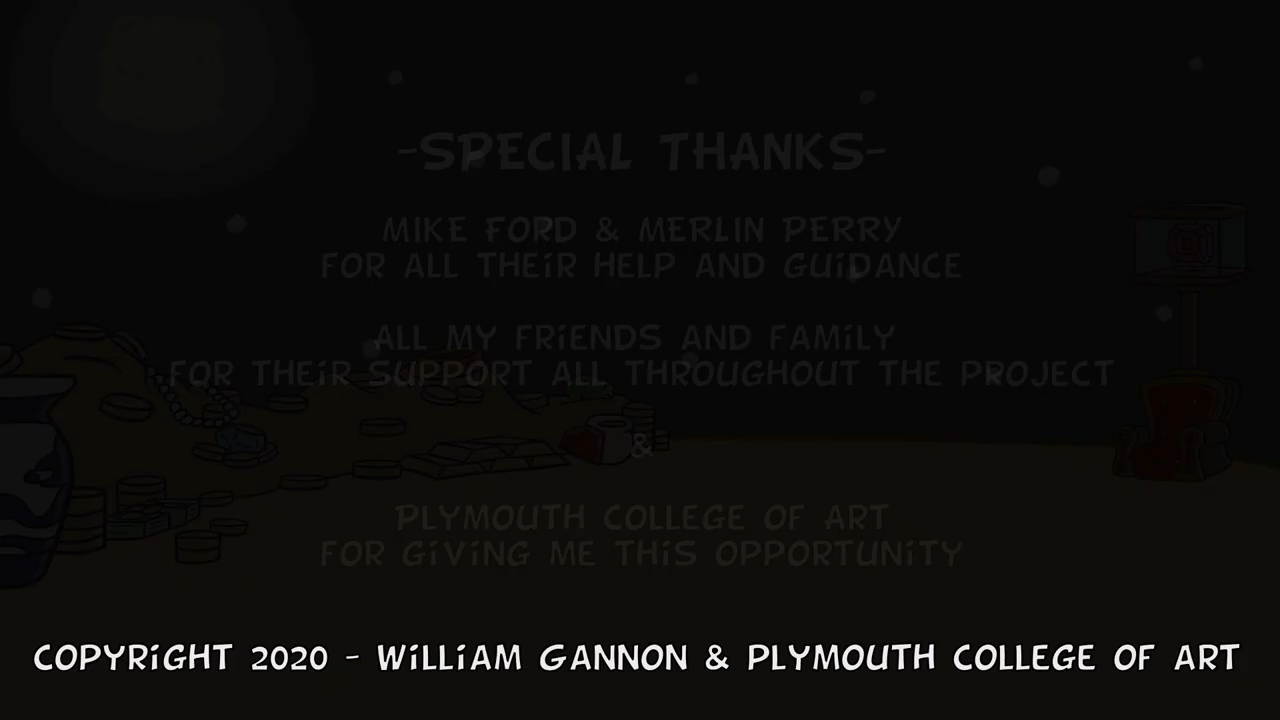 -SPECIAL THANKS-
MIKE FORD & MERLIN PERRY
FOR ALL THEiR HELP AND GUiDANCE
ALL MY FRiENDS AND FAMiLY
FOR THEiR SUPPORT ALL THROUGHOUT THE PROJECT
&
PLYMOUTH COLLEGE OF ART
FOR GiViNG ME THiS OPPORTUNiTY
COPYRiGHT 2020 - WiLLiAM GANNON & PLYMOUTH COLLEGE OF ART